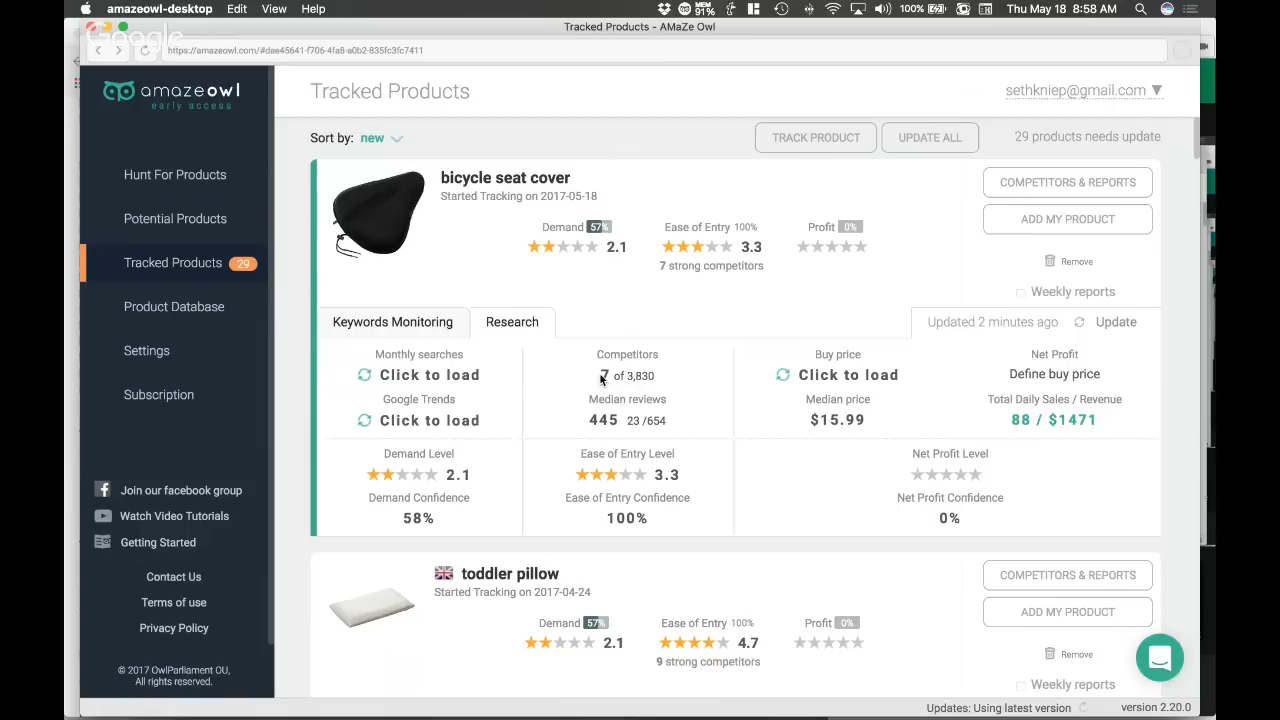 amazeowl-desktop Edit View Help
100% Thu May 18 8:58 AM
Tracked Products - AMaZe Owl
Google
https://amazeowl.com/#dae45641-f706-4fa8-a0b2-835fc3fc7411
amazeowl
early access
Hunt For Products
Potential Products
Tracked Products 29
Product Database
Settings
Subscription
Join our facebook group
Watch Video Tutorials
Getting Started
Contact Us
Terms of use
Privacy Policy
© 2017 OwlParliament OU,
All rights reserved.
Tracked Products
sethkniep@gmail.com ▼
Sort by: new
TRACK PRODUCT
UPDATE ALL
29 products needs update
bicycle seat cover
Started Tracking on 2017-05-18
Demand 57%
2.1
Ease of Entry 100%
3.3
7 strong competitors
Profit 0%
COMPETITORS & REPORTS
ADD MY PRODUCT
Remove
Weekly reports
Keywords Monitoring
Research
Updated 2 minutes ago
Update
Monthly searches
Click to load
Google Trends
Click to load
Competitors
7 of 3,830
Median reviews
445 23 /654
Buy price
Click to load
Median price
$15.99
Net Profit
Define buy price
Total Daily Sales / Revenue
88 / $1471
Demand Level
2.1
Demand Confidence
58%
Ease of Entry Level
3.3
Ease of Entry Confidence
100%
Net Profit Level
Net Profit Confidence
0%
toddler pillow
Started Tracking on 2017-04-24
Demand 57%
2.1
Ease of Entry 100%
4.7
9 strong competitors
Profit 0%
COMPETITORS & REPORTS
ADD MY PRODUCT
Remove
Weekly reports
Updates: Using latest version
version 2.20.0